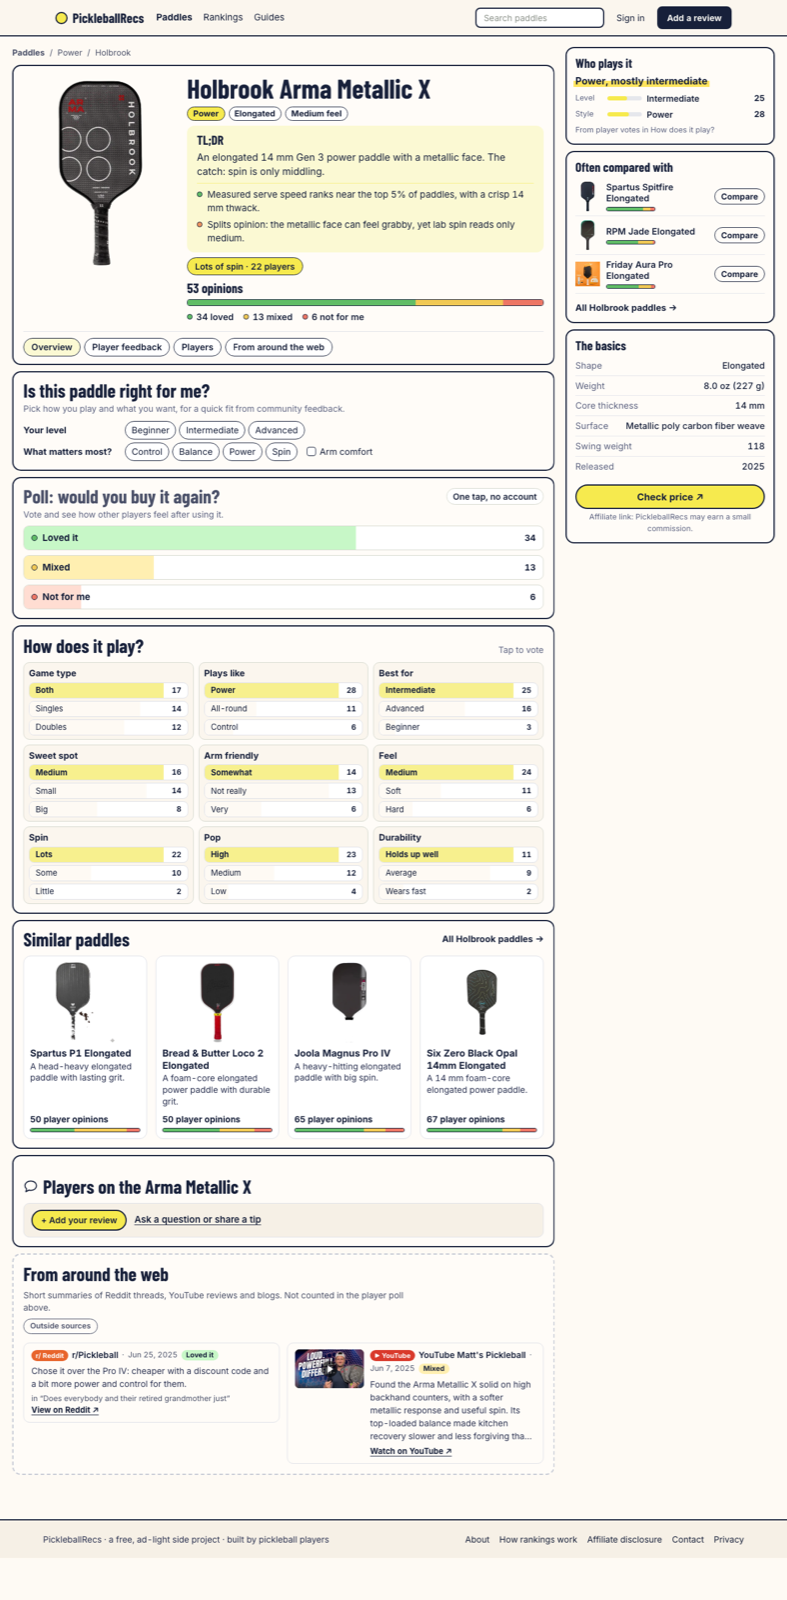 PickleballRecs Paddles Rankings Guides Search paddles Sign in Add a review
Paddles / Power / Holbrook
HOLBROOK
Holbrook Arma Metallic X
Power Elongated Medium feel
TL;DR
An elongated 14 mm Gen 3 power paddle with a metallic face. The
catch: spin is only middling.
Measured serve speed ranks near the top 5% of paddles, with a crisp 14
mm thwack.
Splits opinion: the metallic face can feel grabby, yet lab spin reads only
medium.
Lots of spin · 22 players
53 opinions
34 loved 13 mixed 6 not for me
Overview Player feedback Players From around the web
Is this paddle right for me?
Pick how you play and what you want, for a quick fit from community feedback.
Your level Beginner Intermediate Advanced
What matters most? Control Balance Power Spin Arm comfort
Poll: would you buy it again? One tap, no account
Vote and see how other players feel after using it.
Loved it 34
Mixed 13
Not for me 6
How does it play? Tap to vote
Game type
Both 17
Singles 14
Doubles 12
Plays like
Power 28
All-round 11
Control 6
Best for
Intermediate 25
Advanced 16
Beginner 3
Sweet spot
Medium 16
Small 14
Big 8
Arm friendly
Somewhat 14
Not really 13
Very 6
Feel
Medium 24
Soft 11
Hard 6
Spin
Lots 22
Some 10
Little 2
Pop
High 23
Medium 12
Low 4
Durability
Holds up well 11
Average 9
Wears fast 2
Similar paddles All Holbrook paddles →
Spartus P1 Elongated
A head-heavy elongated
paddle with lasting grit.
50 player opinions
Bread & Butter Loco 2
Elongated
A foam-core elongated
power paddle with durable
grit.
50 player opinions
Joola Magnus Pro IV
A heavy-hitting elongated
paddle with big spin.
65 player opinions
Six Zero Black Opal
14mm Elongated
A 14 mm foam-core
elongated power paddle.
67 player opinions
Players on the Arma Metallic X
+ Add your review Ask a question or share a tip
From around the web
Short summaries of Reddit threads, YouTube reviews and blogs. Not counted in the player poll
above.
Outside sources
r/ Reddit r/Pickleball · Jun 25, 2025 Loved it
Chose it over the Pro IV: cheaper with a discount code and
a bit more power and control for them.
in “Does everybody and their retired grandmother just”
View on Reddit ↗
LOUD
POWERFUL
DIFFER
▶ YouTube YouTube Matt's Pickleball ·
Jun 7, 2025 Mixed
Found the Arma Metallic X solid on high
backhand counters, with a softer
metallic response and useful spin. Its
top-loaded balance made kitchen
recovery slower and less forgiving tha...
Watch on YouTube ↗
Who plays it
Power, mostly intermediate
Level Intermediate 25
Style Power 28
From player votes in How does it play?
Often compared with
Spartus Spitfire
Elongated
Compare
RPM Jade Elongated
Compare
Friday Aura Pro
Elongated
Compare
All Holbrook paddles →
The basics
Shape Elongated
Weight 8.0 oz (227 g)
Core thickness 14 mm
Surface Metallic poly carbon fiber weave
Swing weight 118
Released 2025
Check price ↗
Affiliate link: PickleballRecs may earn a small
commission.
PickleballRecs · a free, ad-light side project · built by pickleball players About How rankings work Affiliate disclosure Contact Privacy